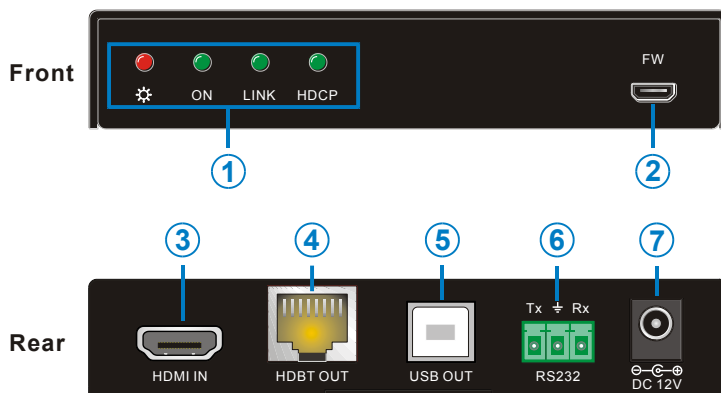 Front
FW
ON LINK HDCP
1
2
3 4 5 6 7
Tx Rx
Rear
HDMI IN HDBT OUT USB OUT RS232 DC 12V